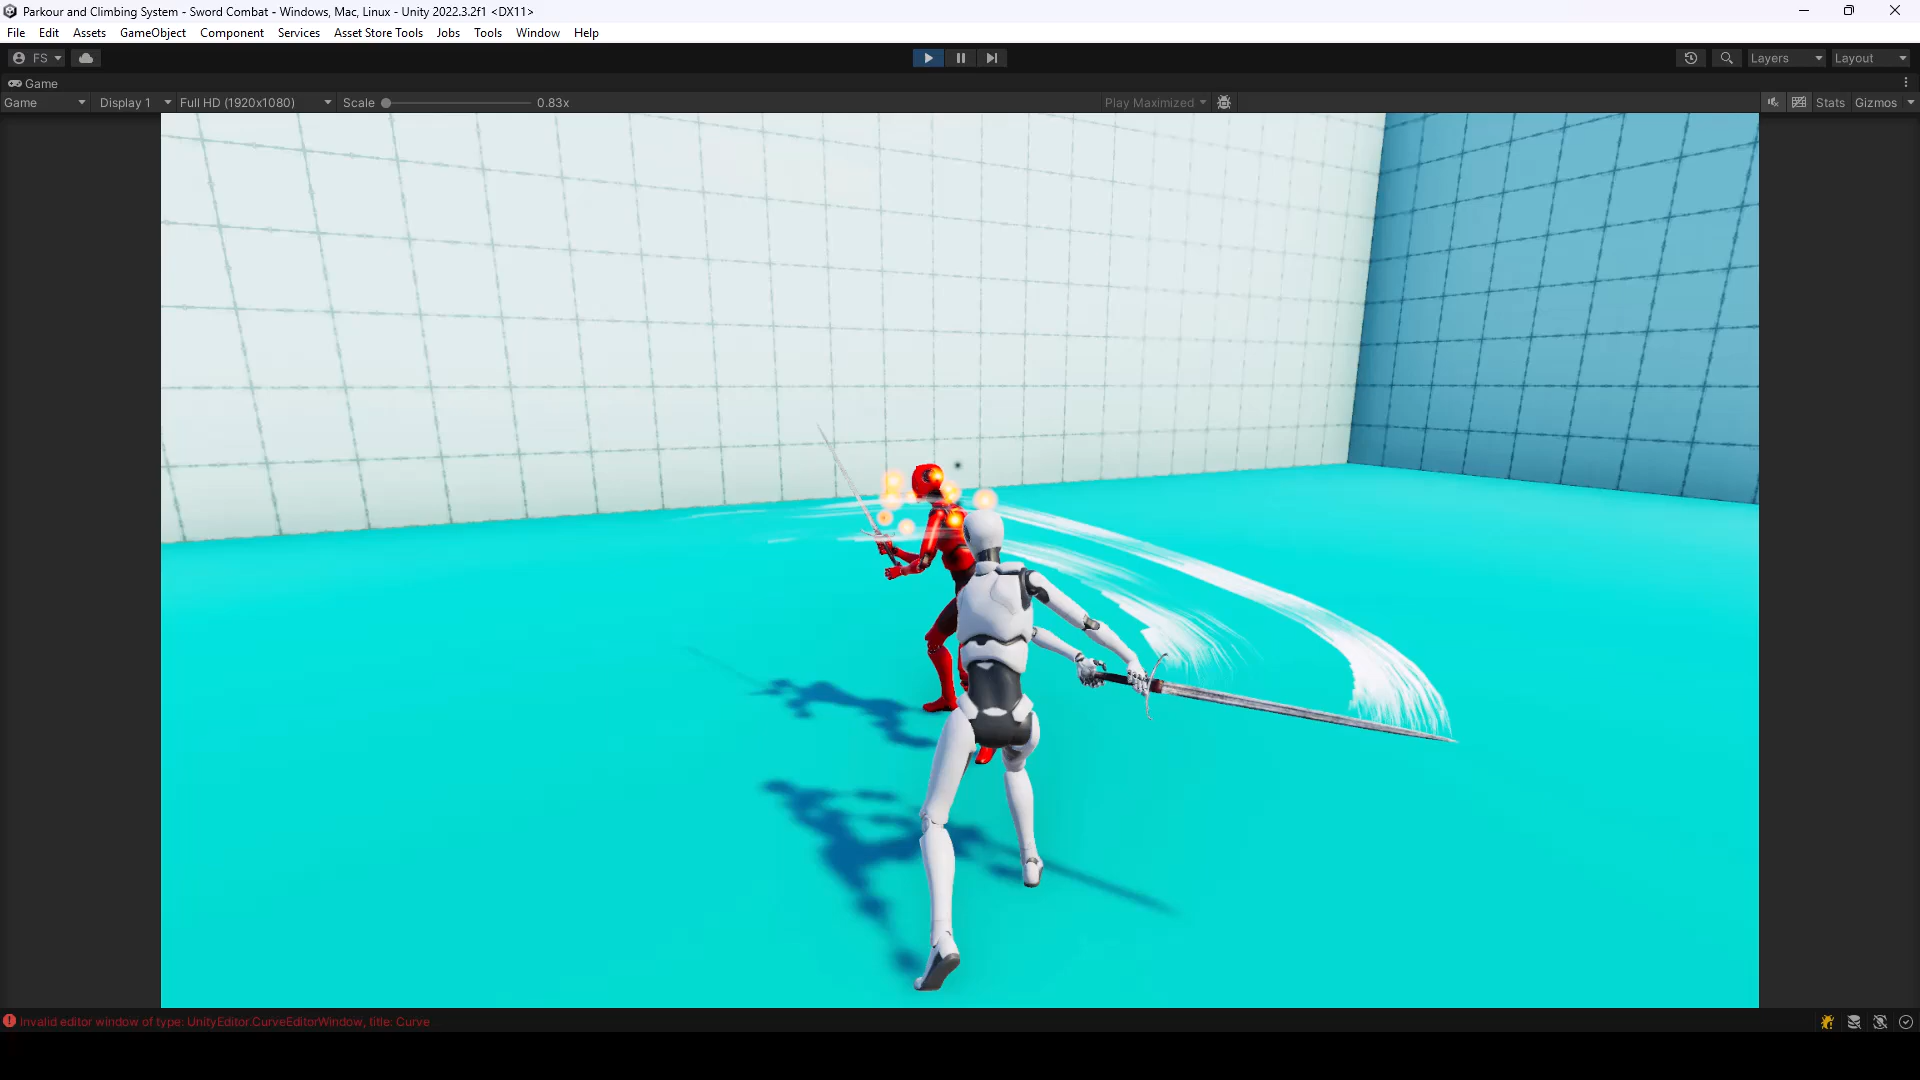 Parkour and Climbing System - Sword Combat - Windows, Mac, Linux - Unity 2022.3.2f1 <DX11>
File Edit Assets GameObject Component Services Asset Store Tools Jobs Tools Window Help
FS Layers Layout
Game
Game Display 1 Full HD (1920x1080) Scale 0.83x Play Maximized Stats Gizmos
Invalid editor window of type: UnityEditor.CurveEditorWindow, title: Curve